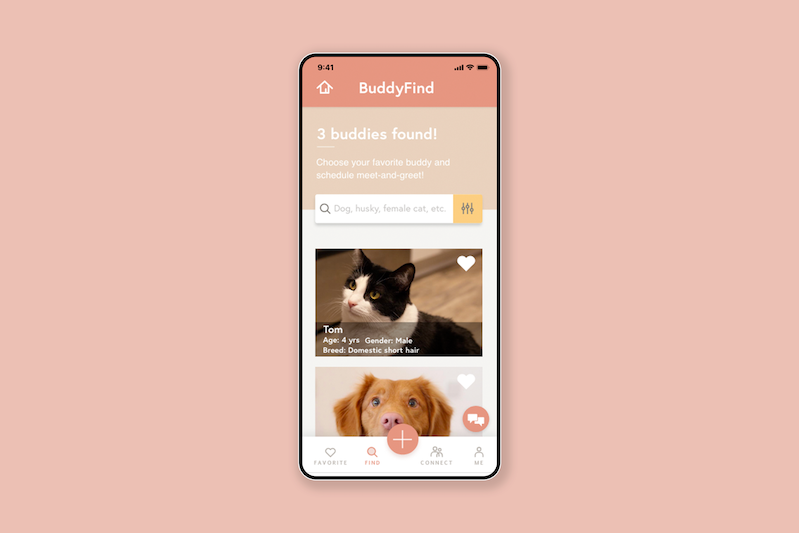 9:41
BuddyFind
3 buddies found!
Choose your favorite buddy and
schedule meet-and-greet!
Dog, husky, female cat, etc.
Tom
Age: 4 yrs Gender: Male
Breed: Domestic short hair
FAVORITE FIND CONNECT ME